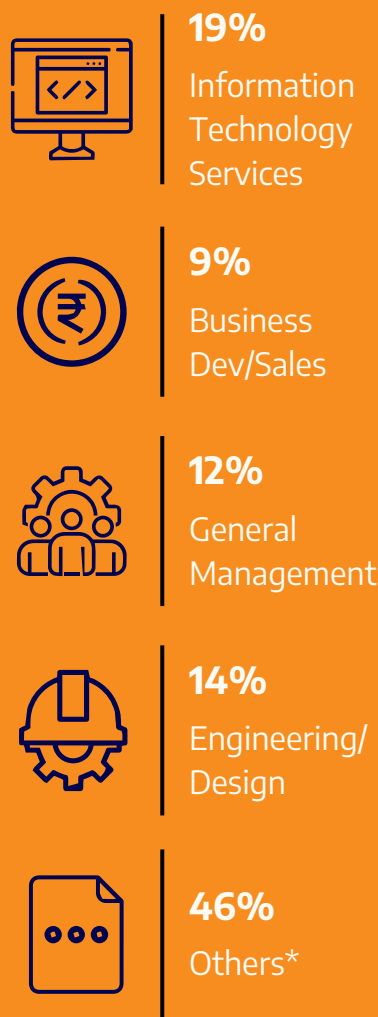 19%
Information
Technology
Services
9%
Business
Dev/Sales
12%
General
Management
14%
Engineering/
Design
46%
Others*